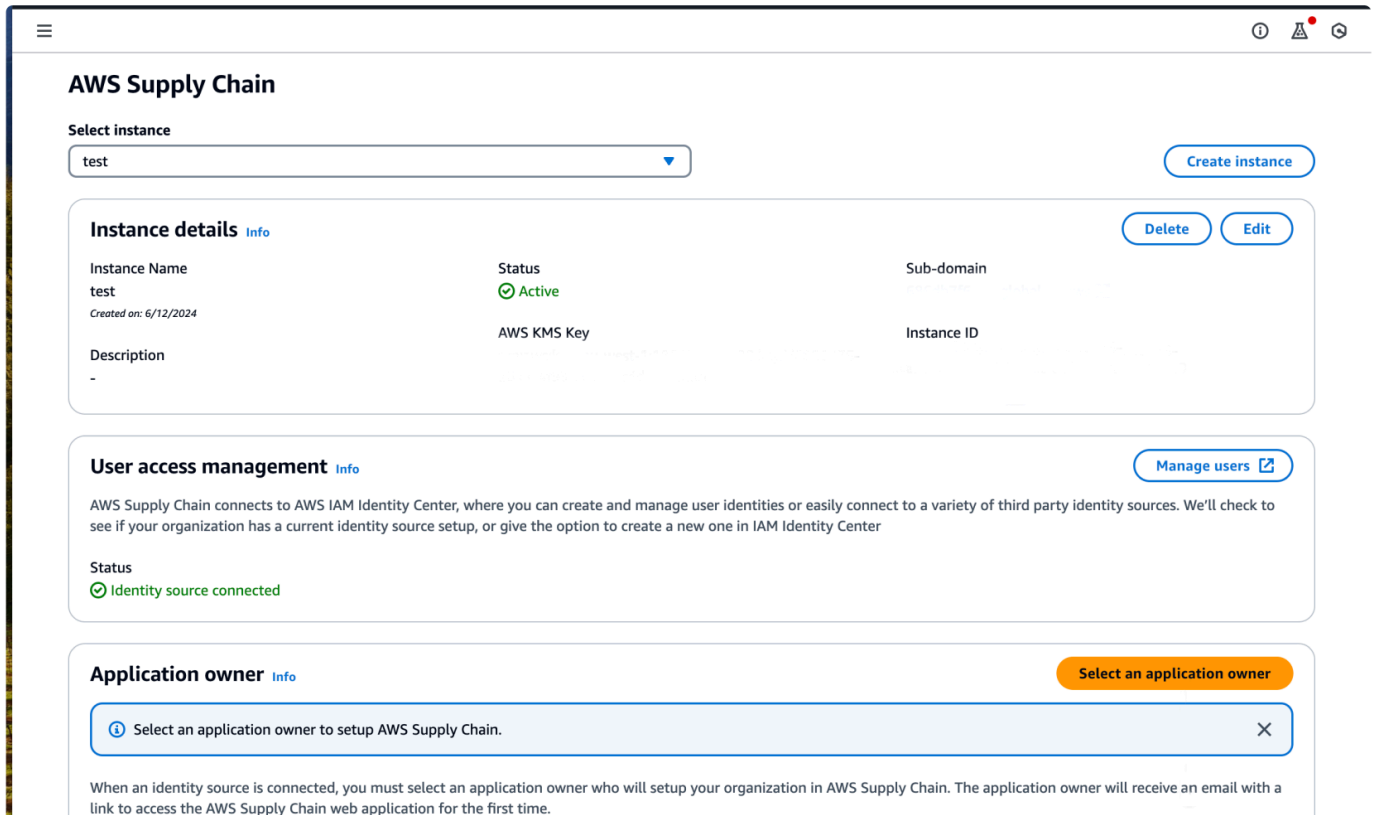 AWS Supply Chain
Select instance
test
Create instance
Instance details Info
Delete
Edit
Instance Name
test
Created on: 6/12/2024
Status
Active
Sub-domain
AWS KMS Key
Instance ID
Description
-
User access management Info
Manage users
AWS Supply Chain connects to AWS IAM Identity Center, where you can create and manage user identities or easily connect to a variety of third party identity sources. We'll check to
see if your organization has a current identity source setup, or give the option to create a new one in IAM Identity Center
Status
Identity source connected
Application owner Info
Select an application owner
Select an application owner to setup AWS Supply Chain.
When an identity source is connected, you must select an application owner who will setup your organization in AWS Supply Chain. The application owner will receive an email with a
link to access the AWS Supply Chain web application for the first time.